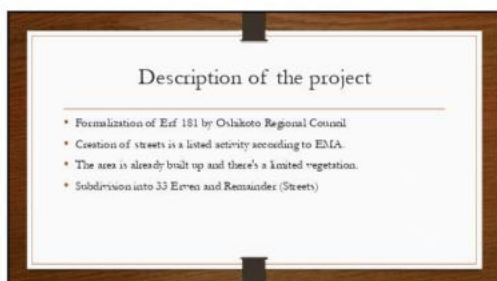 Description of the project
• Formalization of Erf 181 by Oshikoto Regional Council
• Creation of streets is a listed activity according to EMA.
• The area is already built up and there's a limited vegetation.
• Subdivision into 33 Erven and Remainder (Streets)